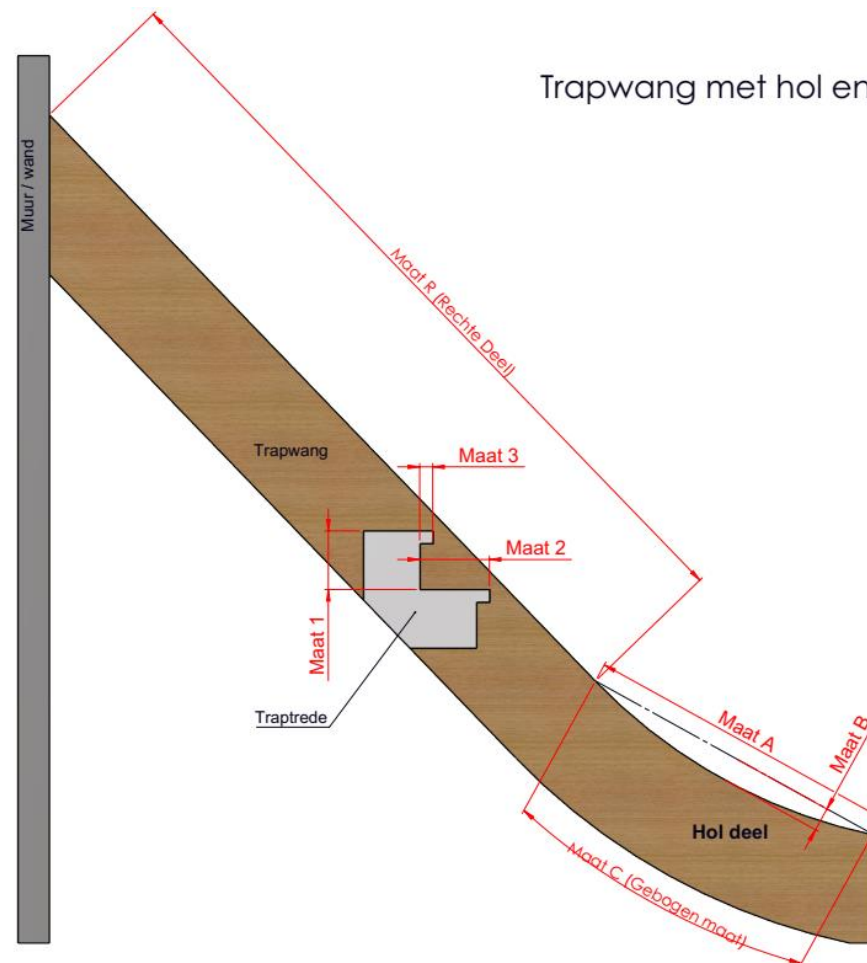 Trapwang met hol en
Muur / wand
Maat R (Rechte Deel)
Trapwang
Maat 3
Maat 2
Maat 1
Traptrede
Maat A
Maat B
Hol deel
Maat C (Gebogen maat)